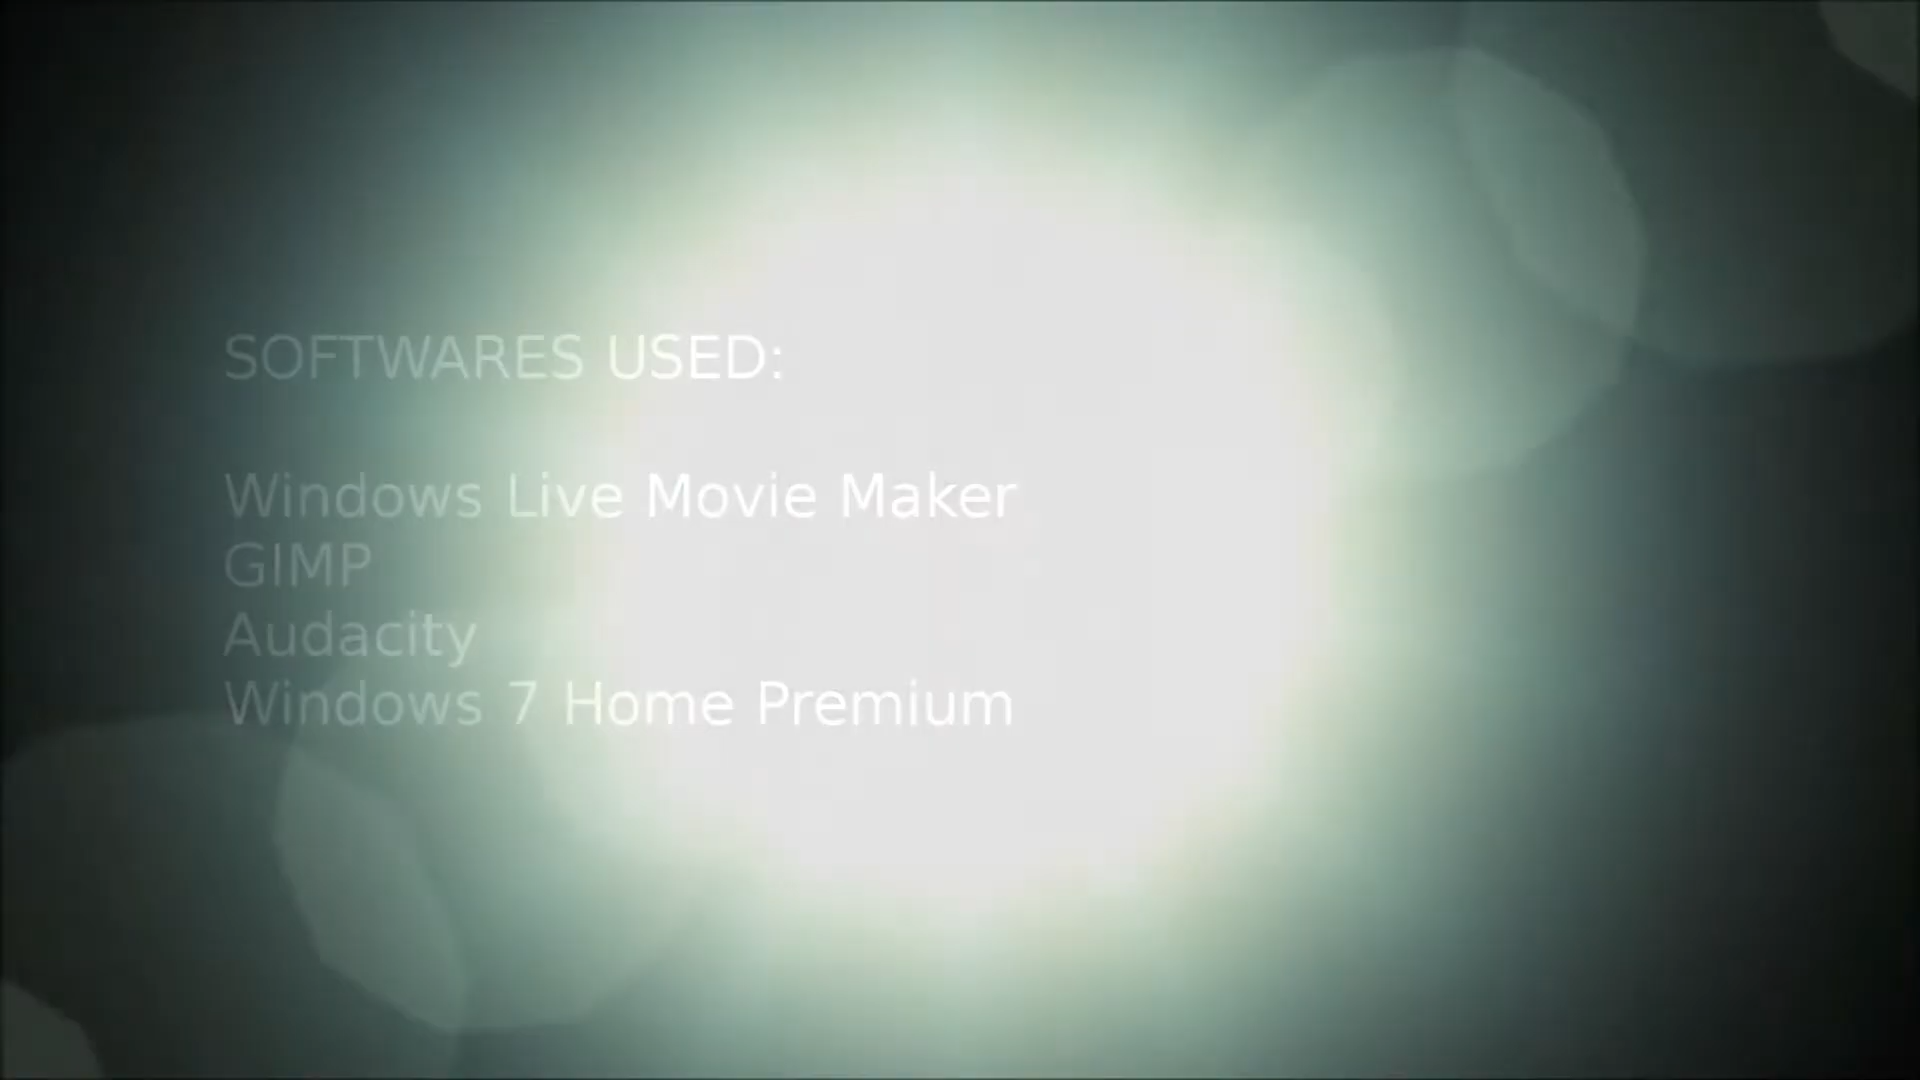 SOFTWARES USED:
Windows Live Movie Maker
GIMP
Audacity
Windows 7 Home Premium